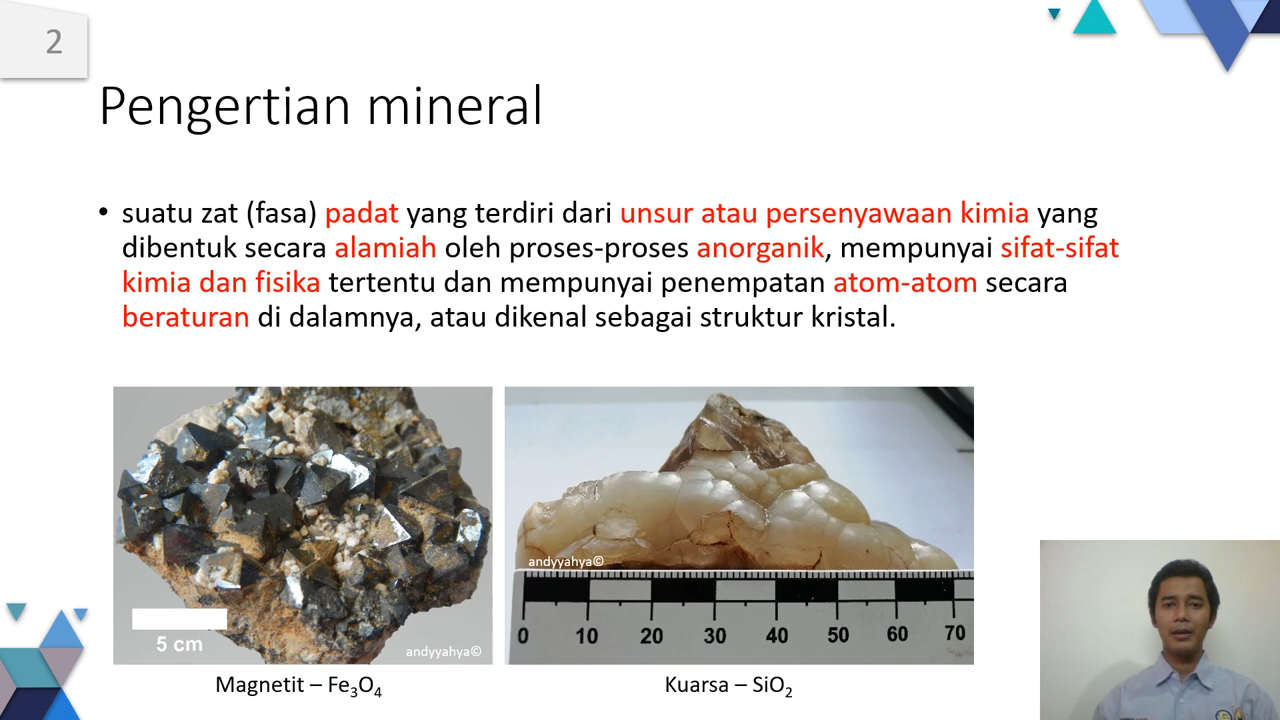 2
Pengertian mineral
• suatu zat (fasa) padat yang terdiri dari unsur atau persenyawaan kimia yang
dibentuk secara alamiah oleh proses-proses anorganik, mempunyai sifat-sifat
kimia dan fisika tertentu dan mempunyai penempatan atom-atom secara
beraturan di dalamnya, atau dikenal sebagai struktur kristal.
5 cm
andyyahya©
andyyahya©
0 10 20 30 40 50 60 70
Magnetit – Fe₃O₄
Kuarsa – SiO₂